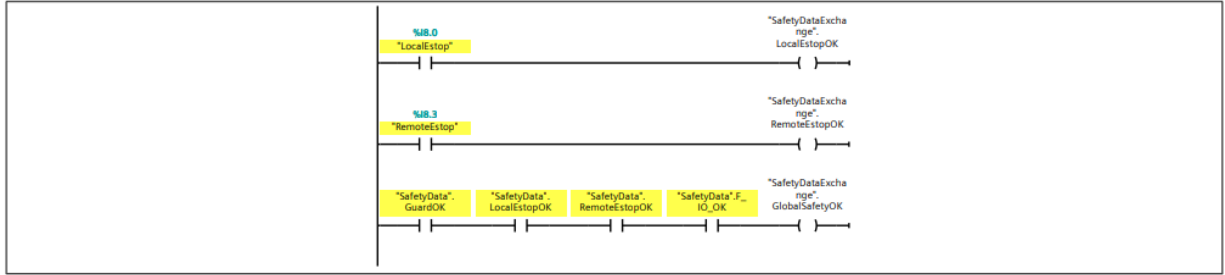 %I8.0
"LocalEstop"
"SafetyDataExcha
nge".
LocalEstopOK
%I8.3
"RemoteEstop"
"SafetyDataExcha
nge".
RemoteEstopOK
"SafetyData".
GuardOK
"SafetyData".
LocalEstopOK
"SafetyData".
RemoteEstopOK
"SafetyData".F_
IO_OK
"SafetyDataExcha
nge".
GlobalSafetyOK